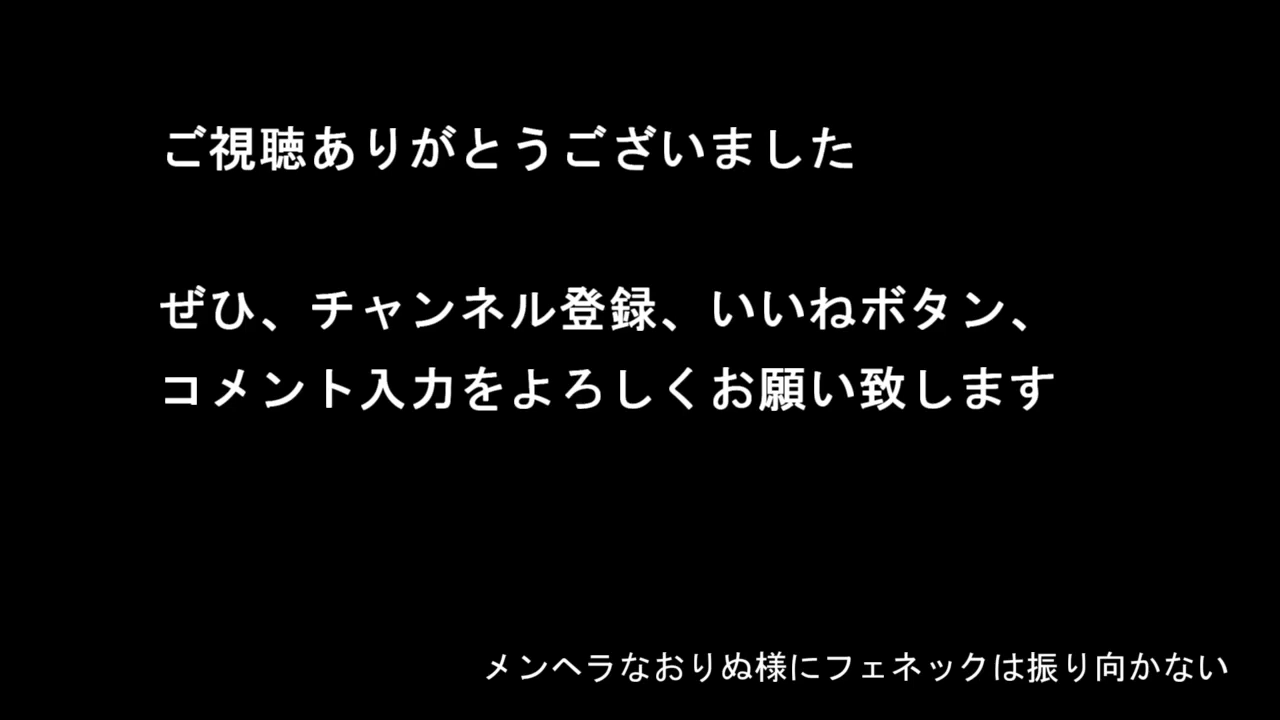 ご視聴ありがとうございました
ぜひ、チャンネル登録、いいねボタン、
コメント入力をよろしくお願い致します
メンヘラなおりぬ様にフェネックは振り向かない